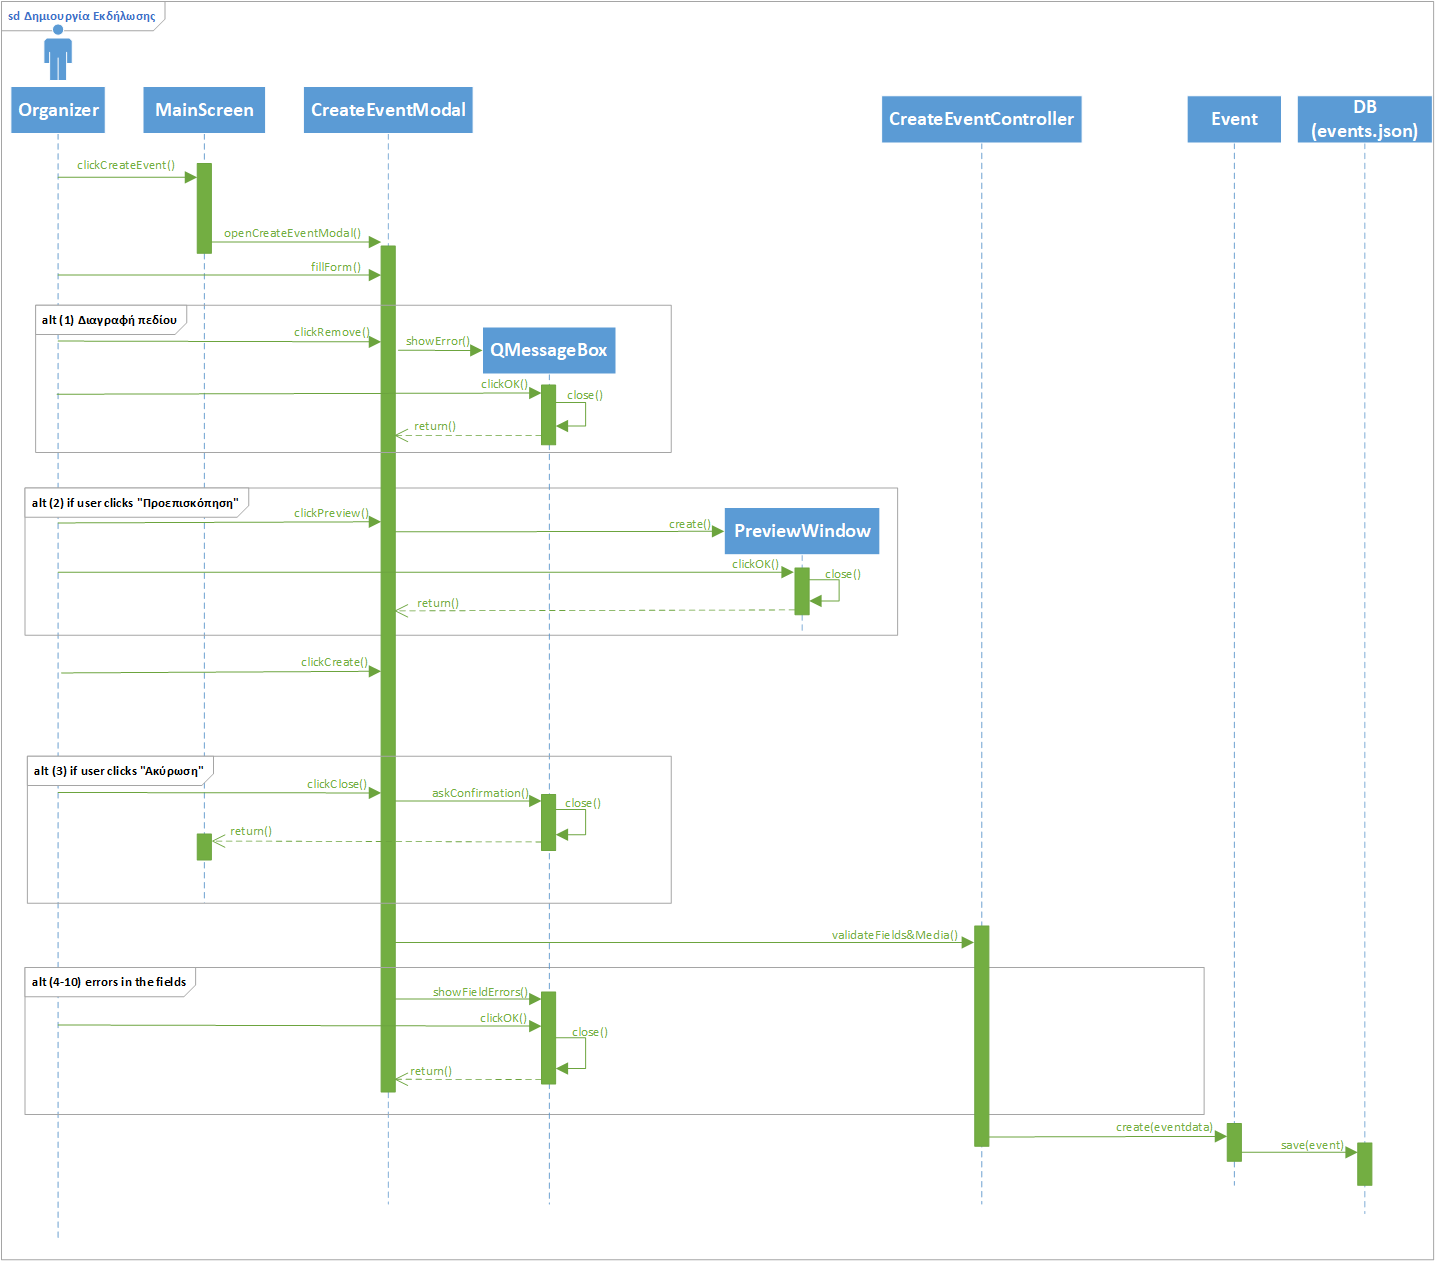 sd Δημιουργία Εκδήλωσης
Organizer
MainScreen
CreateEventModal
CreateEventController
Event
DB
(events.json)
clickCreateEvent()
openCreateEventModal()
fillForm()
alt (1) Διαγραφή πεδίου
clickRemove()
showError()
QMessageBox
clickOK()
close()
return()
alt (2) if user clicks "Προεπισκόπηση"
clickPreview()
create()
PreviewWindow
clickOK()
close()
return()
clickCreate()
alt (3) if user clicks "Ακύρωση"
clickClose()
askConfirmation()
close()
return()
validateFields&Media()
alt (4-10) errors in the fields
showFieldErrors()
clickOK()
close()
return()
create(eventdata)
save(event)